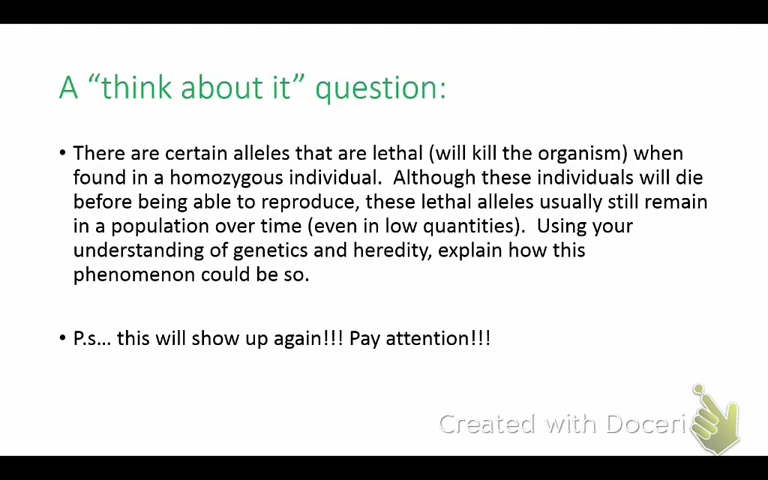 A “think about it” question:
• There are certain alleles that are lethal (will kill the organism) when
found in a homozygous individual.  Although these individuals will die
before being able to reproduce, these lethal alleles usually still remain
in a population over time (even in low quantities).  Using your
understanding of genetics and heredity, explain how this
phenomenon could be so.
• P.s… this will show up again!!! Pay attention!!!
Created with Doceri